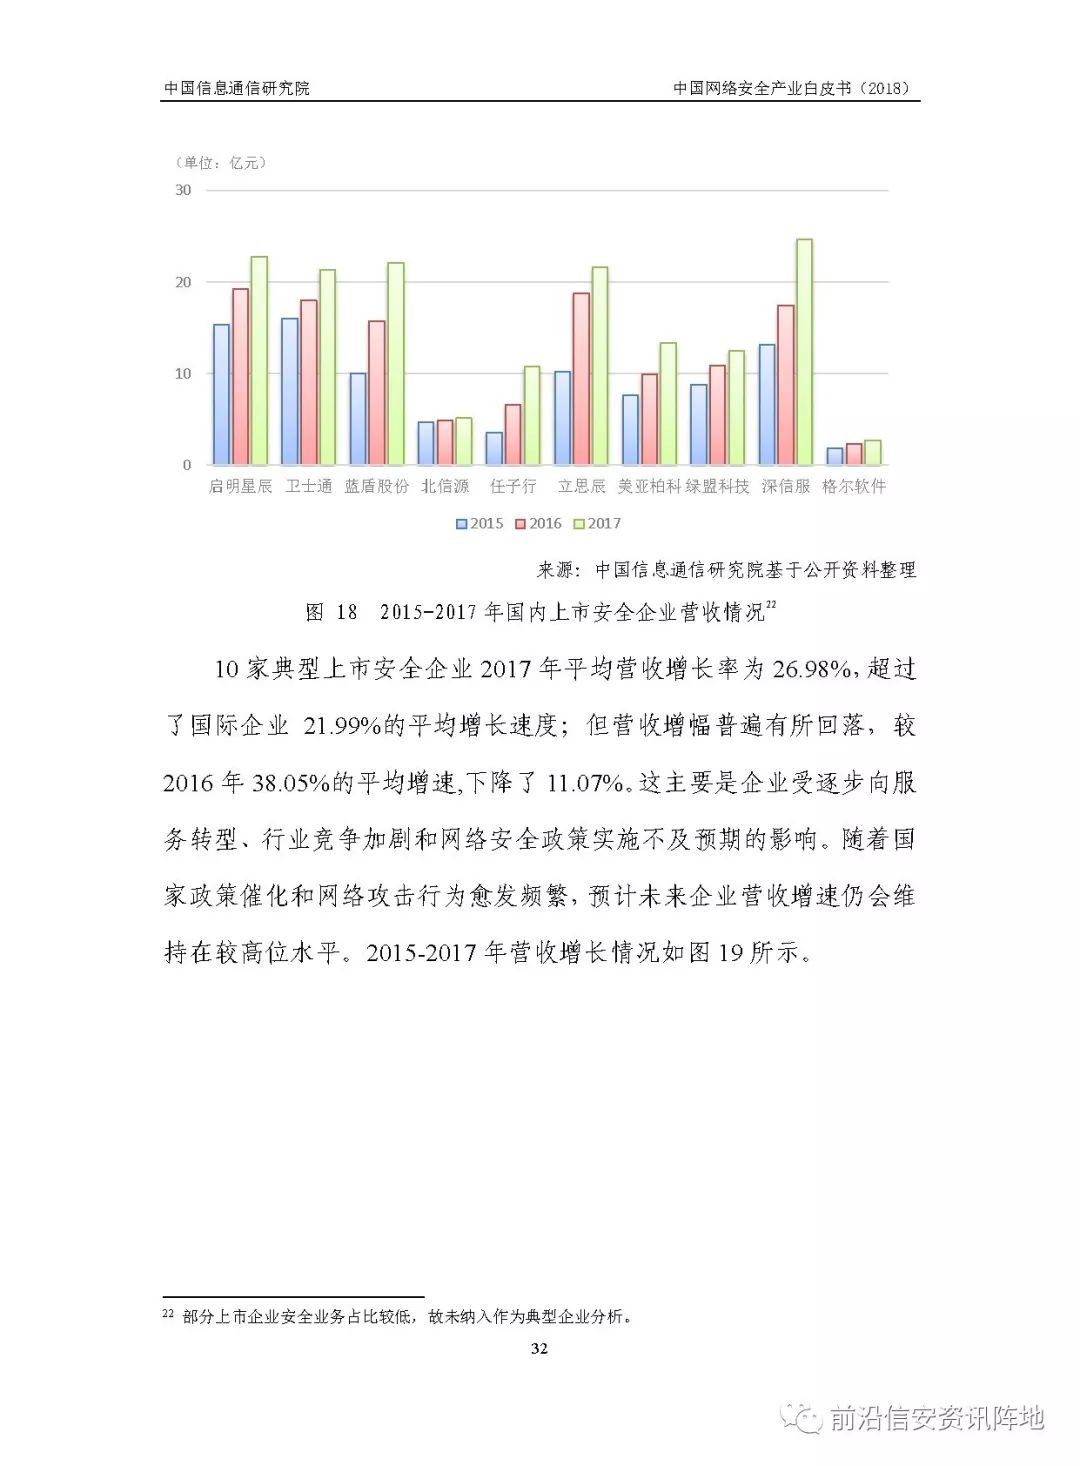 中国信息通信研究院 中国网络安全产业白皮书（2018）
（单位：亿元）
30
20
10
0
启明星辰 卫士通 蓝盾股份 北信源 任子行 立思辰 美亚柏科 绿盟科技 深信服 格尔软件
2015 2016 2017
来源：中国信息通信研究院基于公开资料整理
图 18 2015-2017 年国内上市安全企业营收情况22
10 家典型上市安全企业 2017 年平均营收增长率为 26.98%，超过
了国际企业 21.99%的平均增长速度；但营收增幅普遍有所回落，较
2016 年 38.05%的平均增速,下降了 11.07%。这主要是企业受逐步向服
务转型、行业竞争加剧和网络安全政策实施不及预期的影响。随着国
家政策催化和网络攻击行为愈发频繁，预计未来企业营收增速仍会维
持在较高位水平。2015-2017 年营收增长情况如图 19 所示。
22 部分上市企业安全业务占比较低，故未纳入作为典型企业分析。
32
前沿信安资讯阵地